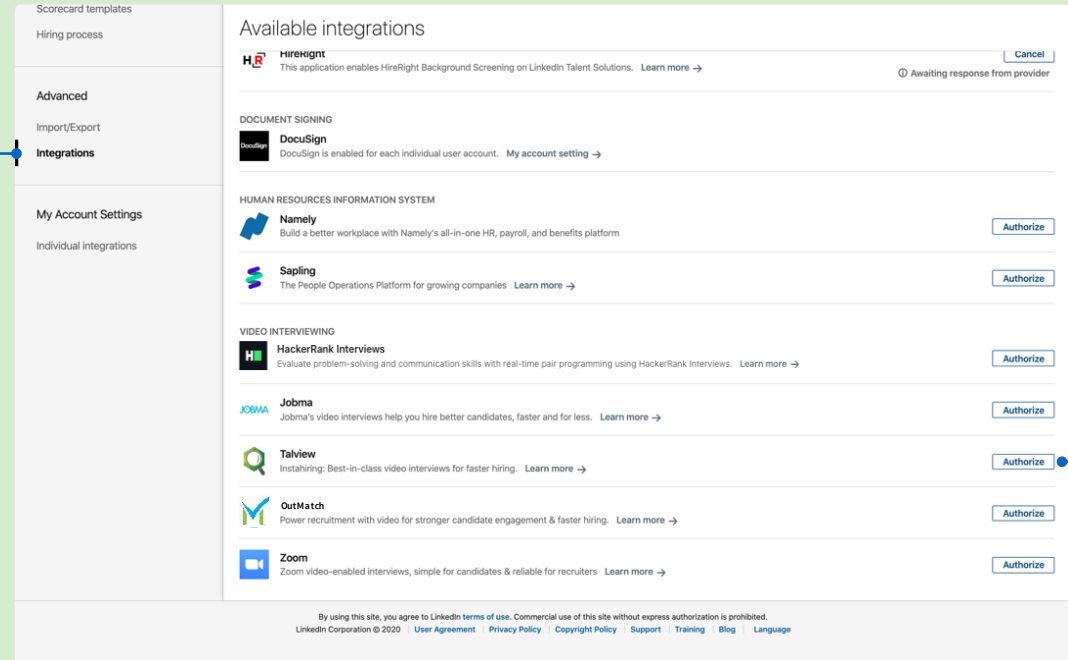 Scorecard templates
Hiring process
Advanced
Import/Export
Integrations
My Account Settings
Individual integrations
Available integrations
HR
HireRight
This application enables HireRight Background Screening on LinkedIn Talent Solutions. Learn more →
Cancel
Awaiting response from provider
DOCUMENT SIGNING
DocuSign
DocuSign
DocuSign is enabled for each individual user account. My account setting →
HUMAN RESOURCES INFORMATION SYSTEM
Namely
Build a better workplace with Namely's all-in-one HR, payroll, and benefits platform
Authorize
Sapling
The People Operations Platform for growing companies Learn more →
Authorize
VIDEO INTERVIEWING
H
HackerRank Interviews
Evaluate problem-solving and communication skills with real-time pair programming using HackerRank Interviews. Learn more →
Authorize
JOBMA
Jobma
Jobma's video interviews help you hire better candidates, faster and for less. Learn more →
Authorize
Talview
Instahiring: Best-in-class video interviews for faster hiring. Learn more →
Authorize
OutMatch
Power recruitment with video for stronger candidate engagement & faster hiring. Learn more →
Authorize
Zoom
Zoom video-enabled interviews, simple for candidates & reliable for recruiters Learn more →
Authorize
By using this site, you agree to LinkedIn terms of use. Commercial use of this site without express authorization is prohibited.
LinkedIn Corporation © 2020 | User Agreement | Privacy Policy | Copyright Policy | Support | Training | Blog | Language